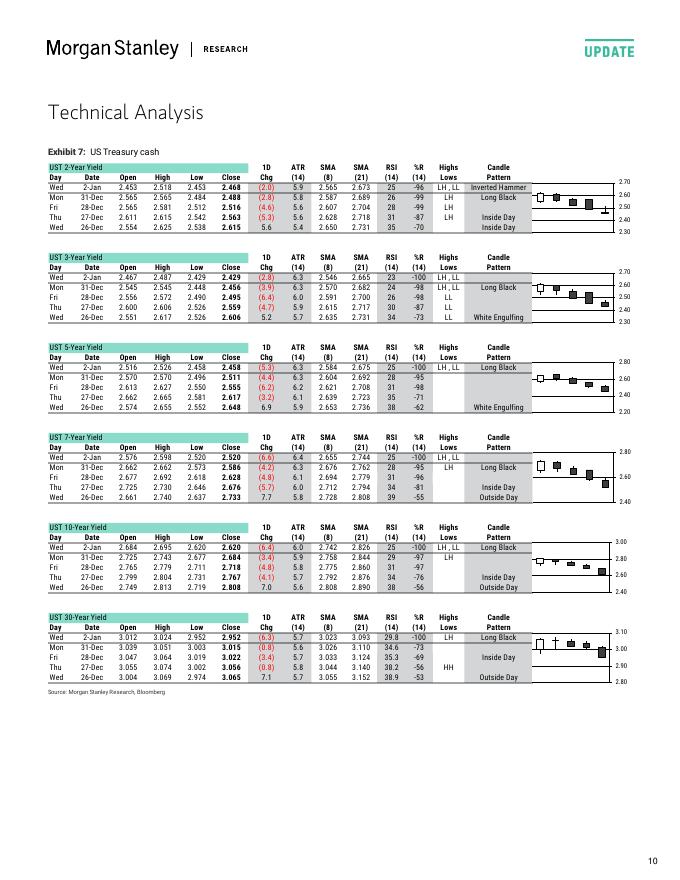 Morgan Stanley | RESEARCH
UPDATE
Technical Analysis
Exhibit 7: US Treasury cash
UST 2-Year Yield 1D ATR SMA SMA RSI %R Highs Candle
Day Date Open High Low Close Chg (14) (8) (21) (14) (14) Lows Pattern
Wed 2-Jan 2.453 2.518 2.453 2.468 (2.0) 5.9 2.565 2.673 25 -96 LH , LL Inverted Hammer
Mon 31-Dec 2.565 2.565 2.484 2.488 (2.8) 5.8 2.587 2.689 26 -99 LH Long Black
Fri 28-Dec 2.565 2.581 2.512 2.516 (4.6) 5.6 2.607 2.704 28 -99 LH
Thu 27-Dec 2.611 2.615 2.542 2.563 (5.3) 5.6 2.628 2.718 31 -87 LH Inside Day
Wed 26-Dec 2.554 2.625 2.538 2.615 5.6 5.4 2.650 2.731 35 -70 Inside Day
2.70
2.60
2.50
2.40
2.30
UST 3-Year Yield 1D ATR SMA SMA RSI %R Highs Candle
Day Date Open High Low Close Chg (14) (8) (21) (14) (14) Lows Pattern
Wed 2-Jan 2.467 2.487 2.429 2.429 (2.8) 6.3 2.546 2.665 23 -100 LH , LL
Mon 31-Dec 2.545 2.545 2.448 2.456 (3.9) 6.3 2.570 2.682 24 -98 LH Long Black
Fri 28-Dec 2.556 2.572 2.490 2.495 (6.4) 6.0 2.591 2.700 26 -98 LL
Thu 27-Dec 2.600 2.606 2.526 2.559 (4.7) 5.9 2.615 2.717 30 -87 LL
Wed 26-Dec 2.551 2.617 2.526 2.606 5.2 5.7 2.635 2.731 34 -73 LL White Engulfing
2.70
2.60
2.50
2.40
2.30
UST 5-Year Yield 1D ATR SMA SMA RSI %R Highs Candle
Day Date Open High Low Close Chg (14) (8) (21) (14) (14) Lows Pattern
Wed 2-Jan 2.516 2.526 2.458 2.458 (5.3) 6.3 2.584 2.675 25 -100 LH , LL Long Black
Mon 31-Dec 2.570 2.570 2.496 2.511 (4.4) 6.3 2.604 2.692 28 -95
Fri 28-Dec 2.613 2.627 2.550 2.555 (6.2) 6.2 2.621 2.708 31 -98
Thu 27-Dec 2.662 2.665 2.581 2.617 (3.2) 6.1 2.639 2.723 35 -71
Wed 26-Dec 2.574 2.655 2.552 2.648 6.9 5.9 2.653 2.736 38 -62 White Engulfing
2.80
2.60
2.40
2.20
UST 7-Year Yield 1D ATR SMA SMA RSI %R Highs Candle
Day Date Open High Low Close Chg (14) (8) (21) (14) (14) Lows Pattern
Wed 2-Jan 2.576 2.598 2.520 2.520 (6.6) 6.4 2.655 2.744 25 -100 LH , LL
Mon 31-Dec 2.662 2.662 2.573 2.586 (4.2) 6.3 2.676 2.762 28 -95 LH Long Black
Fri 28-Dec 2.677 2.692 2.618 2.628 (4.8) 6.1 2.694 2.779 31 -96
Thu 27-Dec 2.725 2.730 2.646 2.676 (5.7) 6.0 2.712 2.794 34 -81 Inside Day
Wed 26-Dec 2.661 2.740 2.637 2.733 7.7 5.8 2.728 2.808 39 -55 Outside Day
2.80
2.60
2.40
UST 10-Year Yield 1D ATR SMA SMA RSI %R Highs Candle
Day Date Open High Low Close Chg (14) (8) (21) (14) (14) Lows Pattern
Wed 2-Jan 2.684 2.695 2.620 2.620 (6.4) 6.0 2.742 2.826 25 -100 LH , LL Long Black
Mon 31-Dec 2.725 2.743 2.677 2.684 (3.4) 5.9 2.758 2.844 29 -97 LH
Fri 28-Dec 2.765 2.779 2.711 2.718 (4.8) 5.8 2.775 2.860 31 -97
Thu 27-Dec 2.799 2.804 2.731 2.767 (4.1) 5.7 2.792 2.876 34 -76 Inside Day
Wed 26-Dec 2.749 2.813 2.719 2.808 7.0 5.6 2.808 2.890 38 -56 Outside Day
3.00
2.80
2.60
2.40
UST 30-Year Yield 1D ATR SMA SMA RSI %R Highs Candle
Day Date Open High Low Close Chg (14) (8) (21) (14) (14) Lows Pattern
Wed 2-Jan 3.012 3.024 2.952 2.952 (6.3) 5.7 3.023 3.093 29.8 -100 LH Long Black
Mon 31-Dec 3.039 3.051 3.003 3.015 (0.8) 5.6 3.026 3.110 34.6 -73
Fri 28-Dec 3.047 3.064 3.019 3.022 (3.4) 5.7 3.033 3.124 35.3 -69 Inside Day
Thu 27-Dec 3.055 3.074 3.002 3.056 (0.8) 5.8 3.044 3.140 38.2 -56 HH
Wed 26-Dec 3.004 3.069 2.974 3.065 7.1 5.7 3.055 3.152 38.9 -53 Outside Day
3.10
3.00
2.90
2.80
Source: Morgan Stanley Research, Bloomberg
10